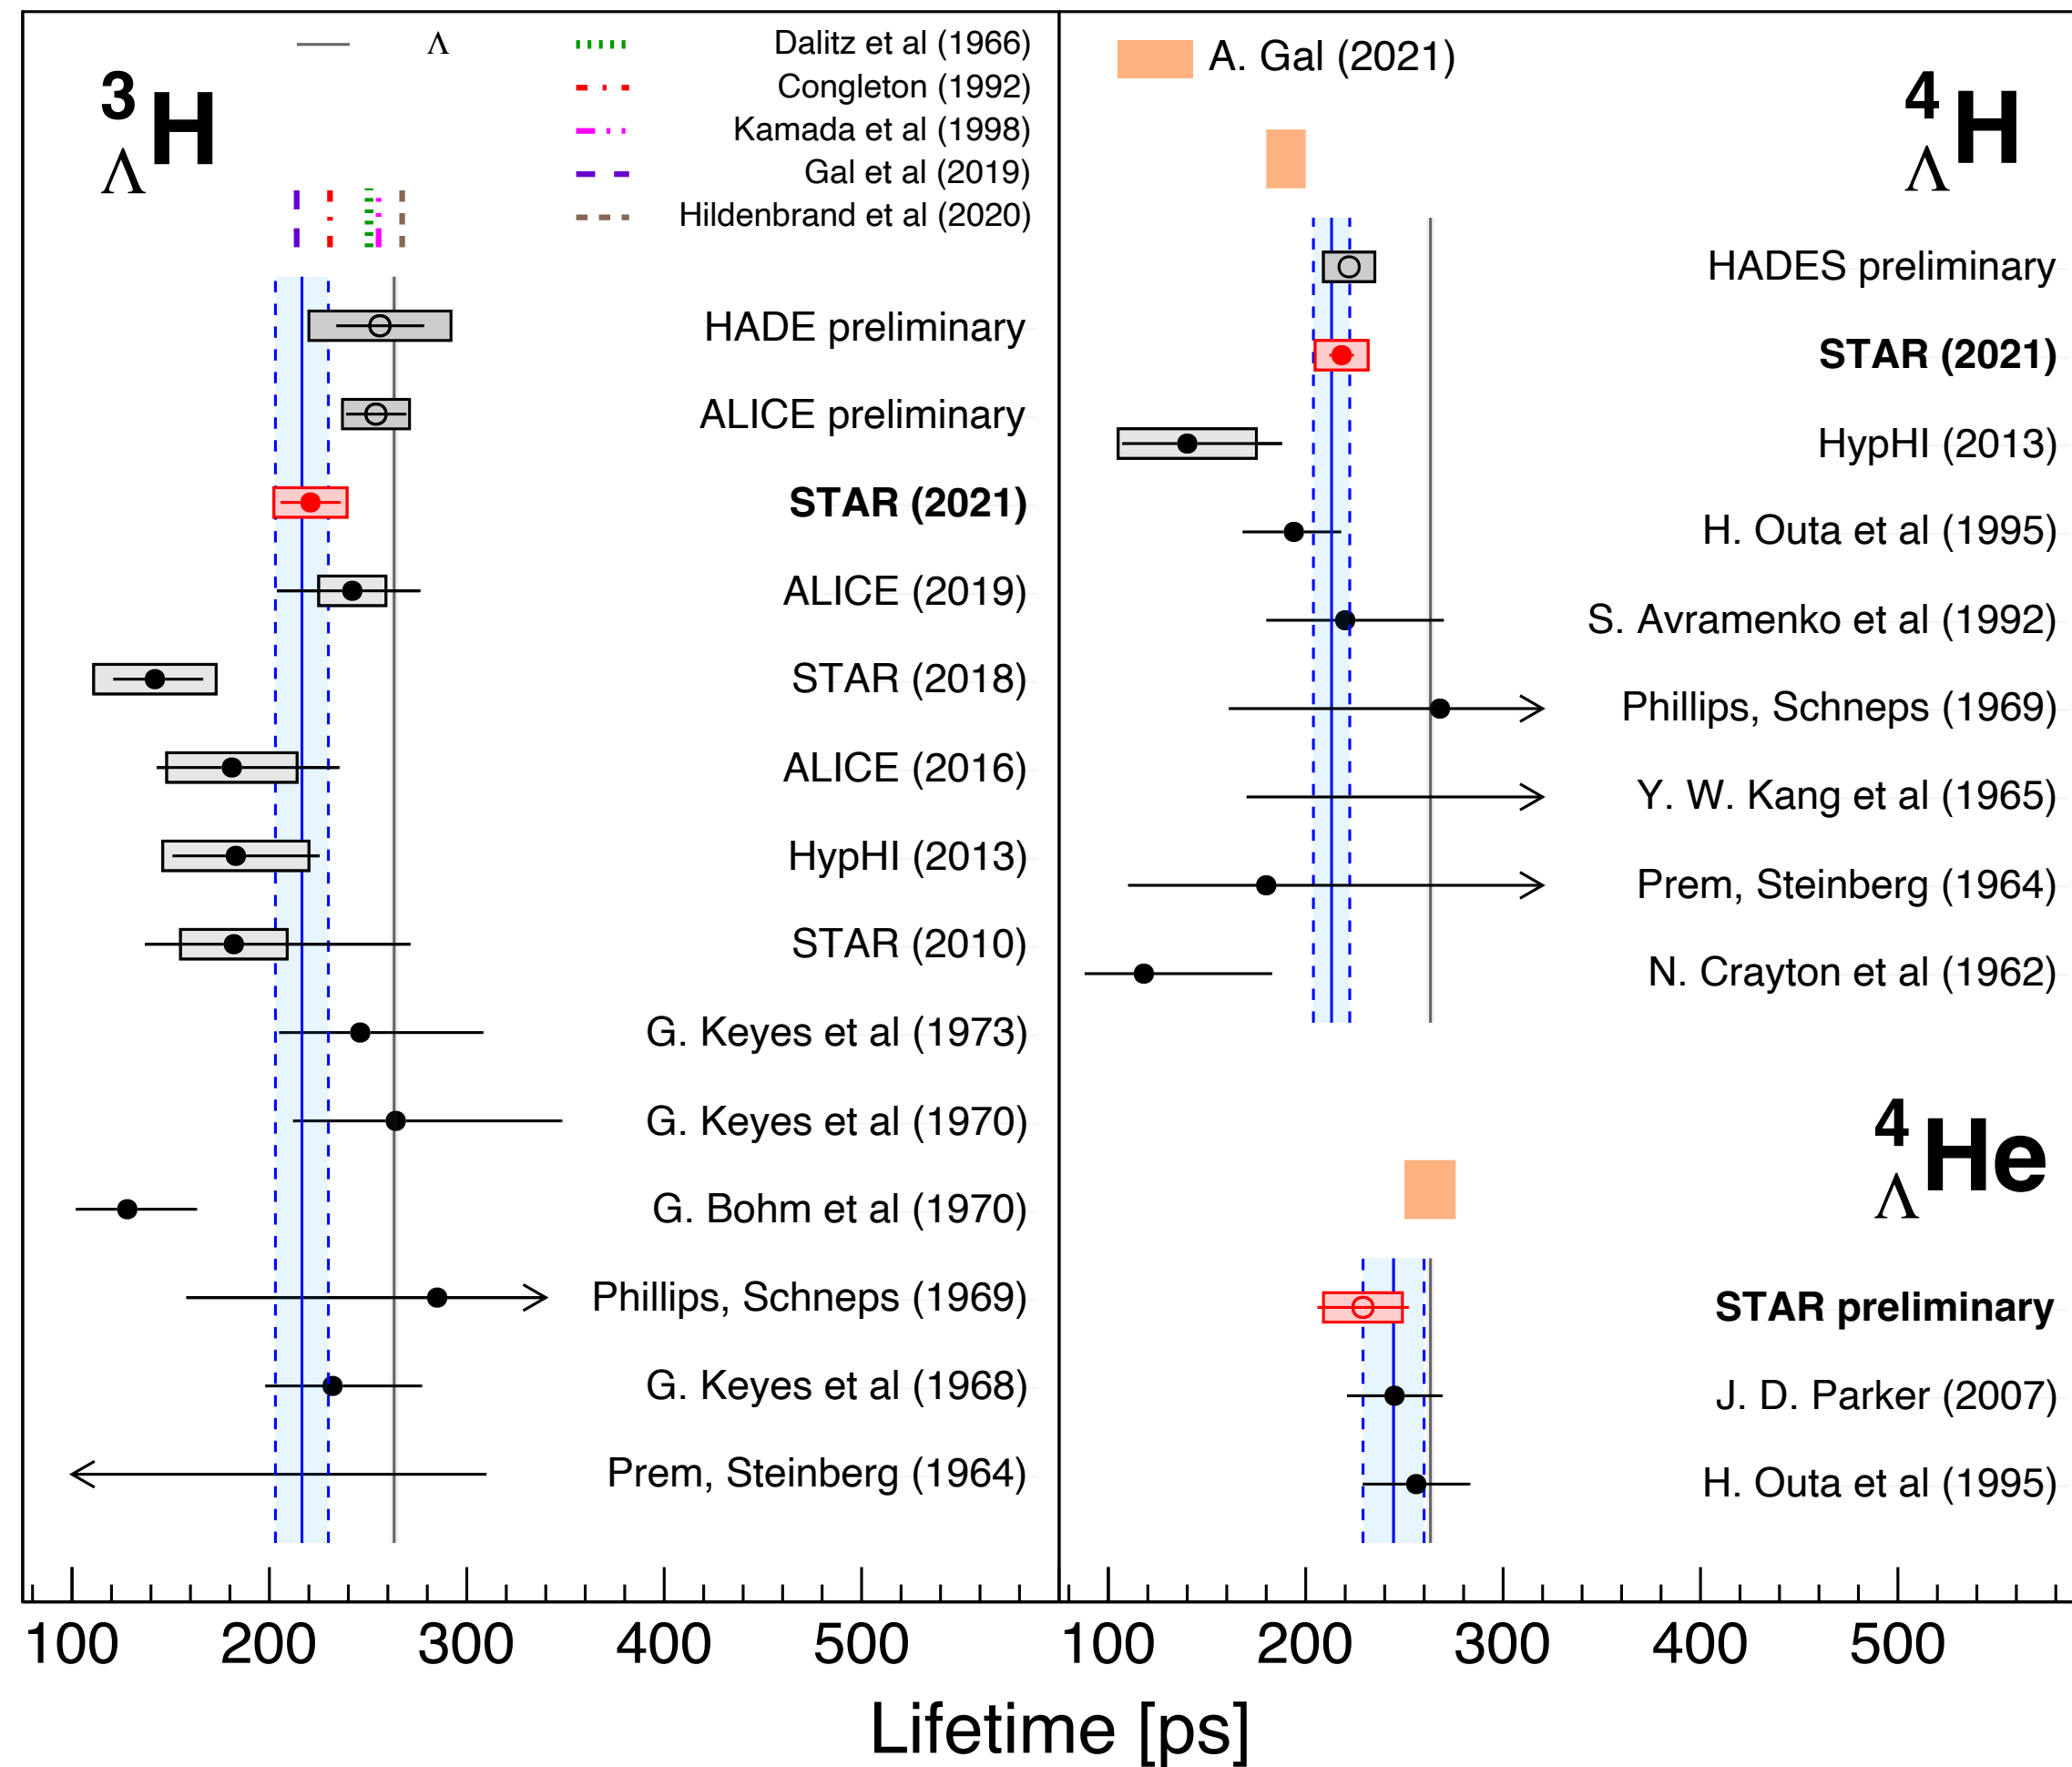 Λ
Dalitz et al (1966)
Congleton (1992)
Kamada et al (1998)
Gal et al (2019)
Hildenbrand et al (2020)
3ΛH
HADE preliminary
ALICE preliminary
STAR (2021)
ALICE (2019)
STAR (2018)
ALICE (2016)
HypHI (2013)
STAR (2010)
G. Keyes et al (1973)
G. Keyes et al (1970)
G. Bohm et al (1970)
Phillips, Schneps (1969)
G. Keyes et al (1968)
Prem, Steinberg (1964)
100 200 300 400 500
A. Gal (2021)
4ΛH
HADES preliminary
STAR (2021)
HypHI (2013)
H. Outa et al (1995)
S. Avramenko et al (1992)
Phillips, Schneps (1969)
Y. W. Kang et al (1965)
Prem, Steinberg (1964)
N. Crayton et al (1962)
4ΛHe
STAR preliminary
J. D. Parker (2007)
H. Outa et al (1995)
100 200 300 400 500
Lifetime [ps]